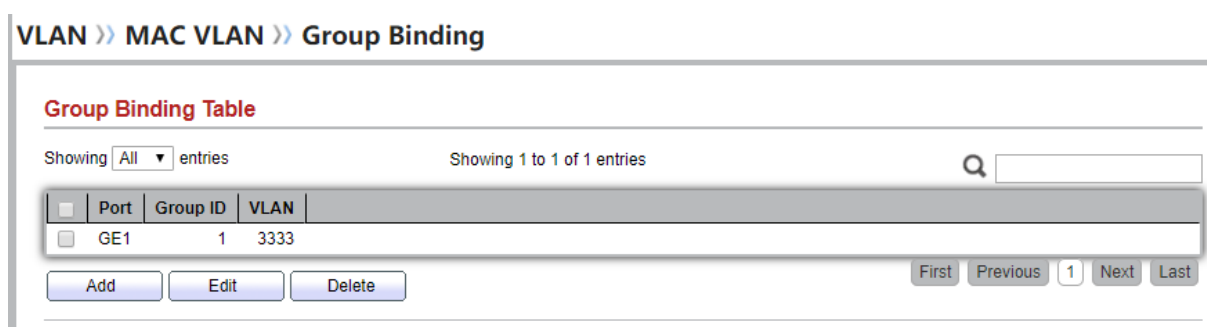 VLAN 》 MAC VLAN 》 Group Binding
Group Binding Table
Showing All entries Showing 1 to 1 of 1 entries
Port Group ID VLAN
GE1 1 3333
Add Edit Delete First Previous 1 Next Last